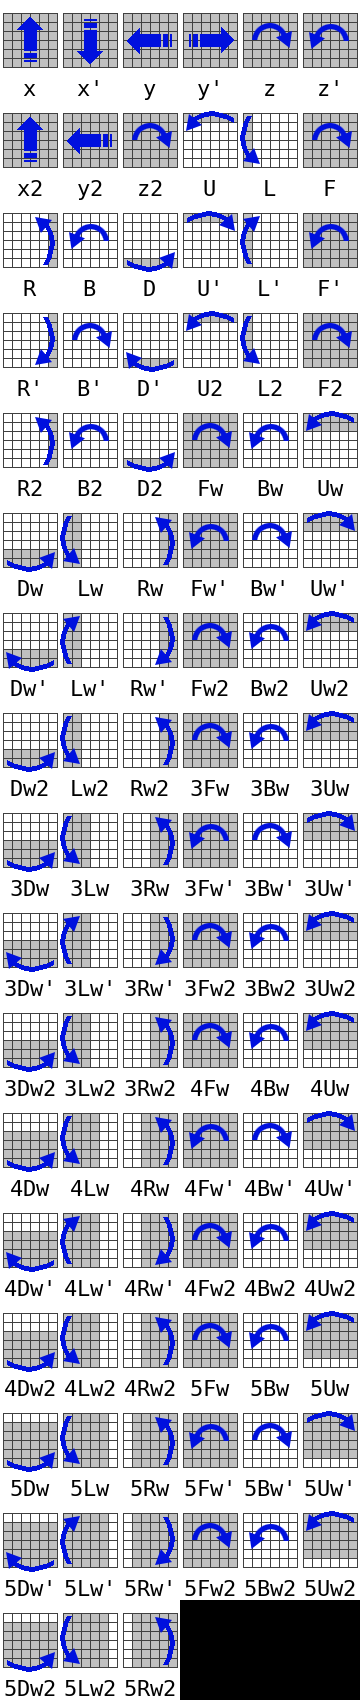 x x' y y' z z'
x2 y2 z2 U L F
R B D U' L' F'
R' B' D' U2 L2 F2
R2 B2 D2 Fw Bw Uw
Dw Lw Rw Fw' Bw' Uw'
Dw' Lw' Rw' Fw2 Bw2 Uw2
Dw2 Lw2 Rw2 3Fw 3Bw 3Uw
3Dw 3Lw 3Rw 3Fw' 3Bw' 3Uw'
3Dw' 3Lw' 3Rw' 3Fw2 3Bw2 3Uw2
3Dw2 3Lw2 3Rw2 4Fw 4Bw 4Uw
4Dw 4Lw 4Rw 4Fw' 4Bw' 4Uw'
4Dw' 4Lw' 4Rw' 4Fw2 4Bw2 4Uw2
4Dw2 4Lw2 4Rw2 5Fw 5Bw 5Uw
5Dw 5Lw 5Rw 5Fw' 5Bw' 5Uw'
5Dw' 5Lw' 5Rw' 5Fw2 5Bw2 5Uw2
5Dw2 5Lw2 5Rw2